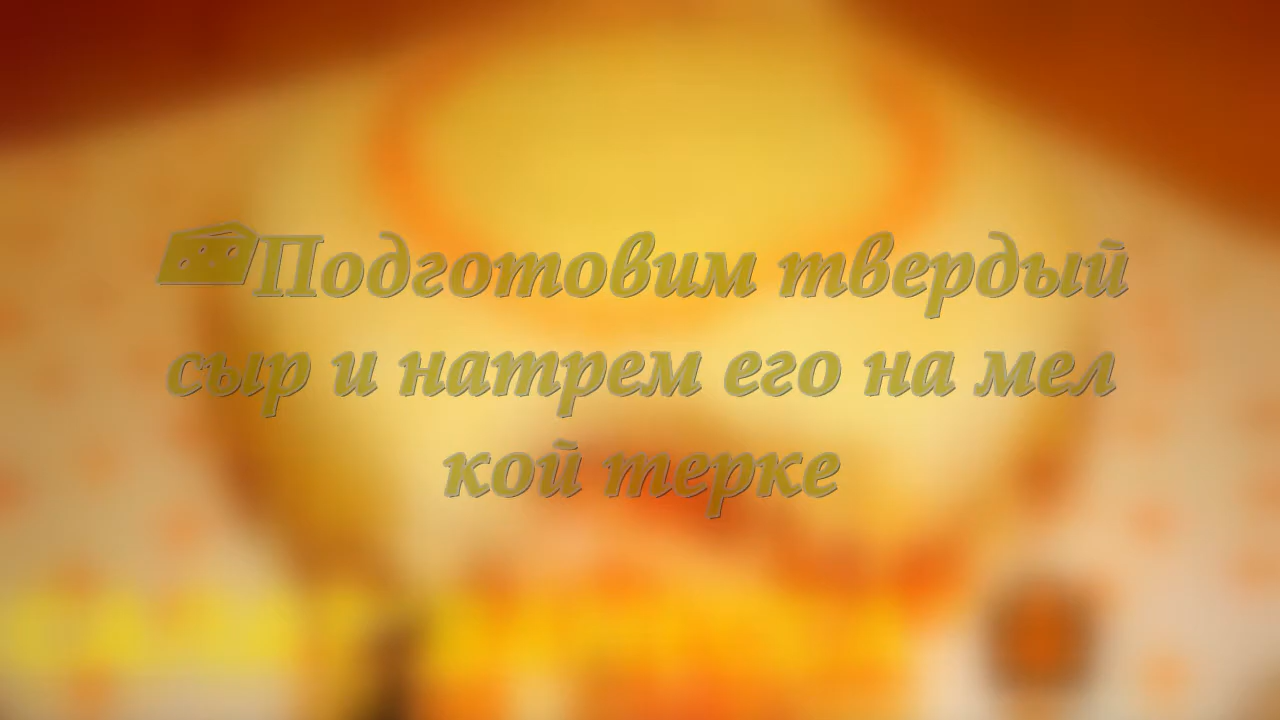 🧀Подготовим твердый
сыр и натрем его на мел
кой терке